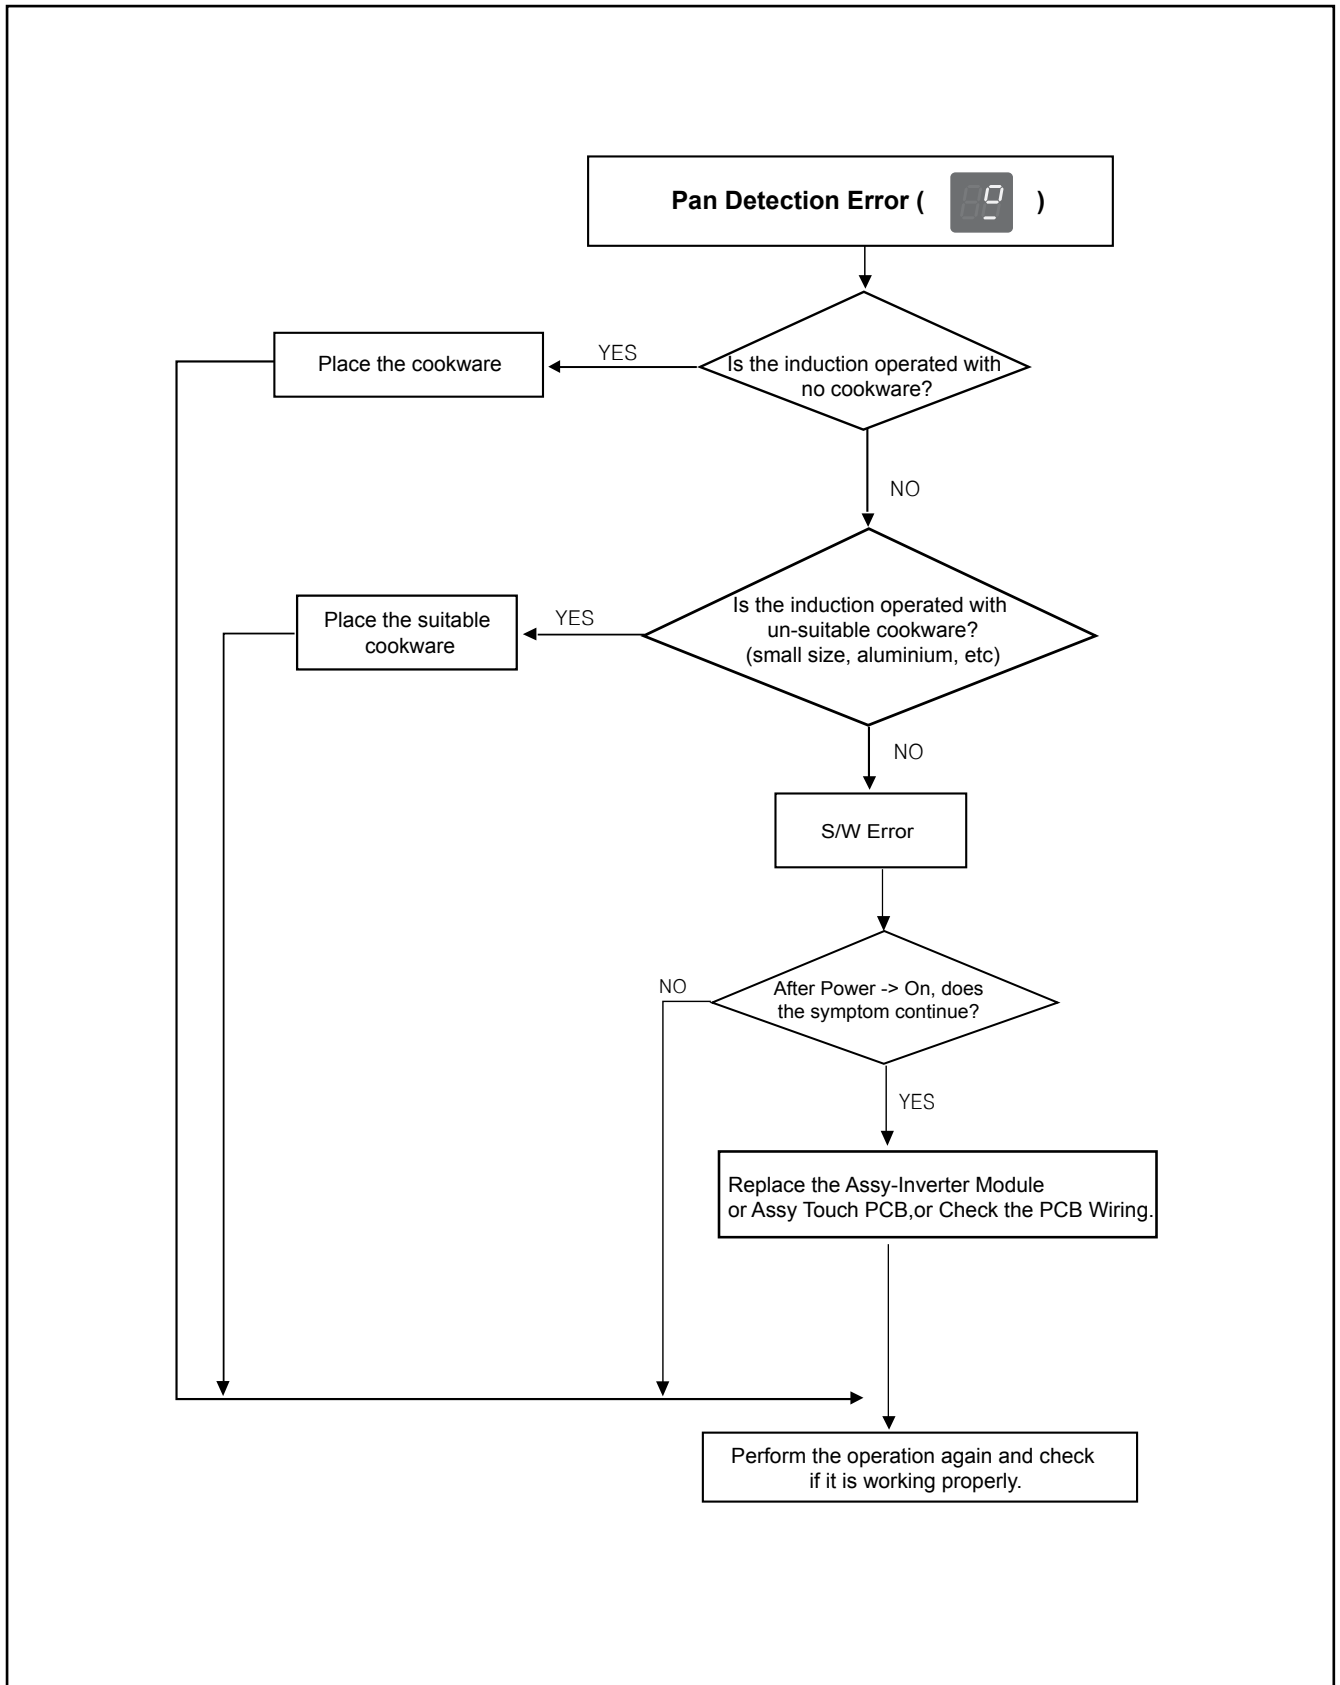 Pan Detection Error ( )
Is the induction operated with
no cookware?
YES
Place the cookware
NO
Is the induction operated with
un-suitable cookware?
(small size, aluminium, etc)
YES
Place the suitable
cookware
NO
S/W Error
After Power -> On, does
the symptom continue?
NO
YES
Replace the Assy-Inverter Module
or Assy Touch PCB,or Check the PCB Wiring.
Perform the operation again and check
if it is working properly.